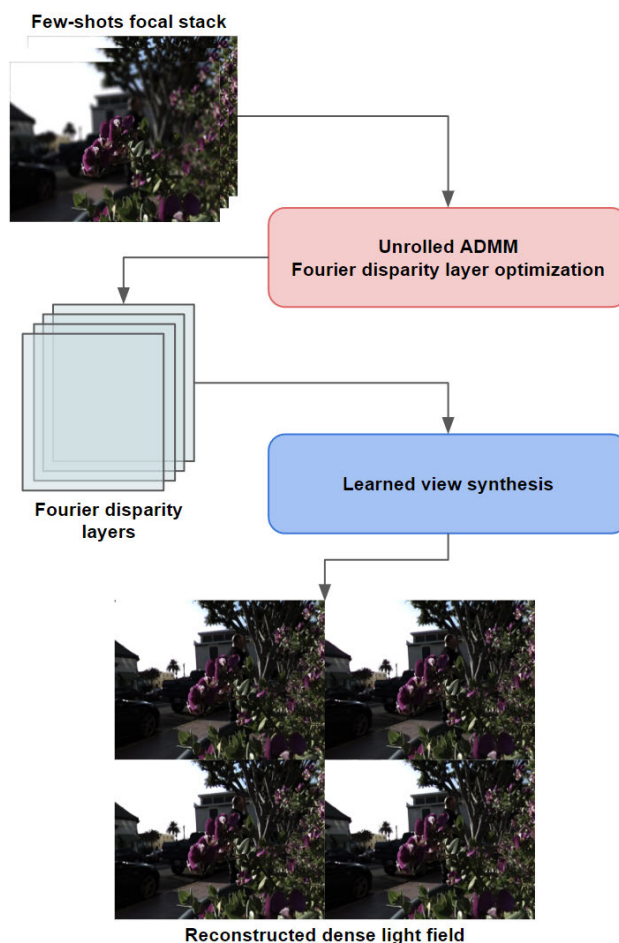 Few-shots focal stack
Unrolled ADMM
Fourier disparity layer optimization
Fourier disparity
layers
Learned view synthesis
Reconstructed dense light field